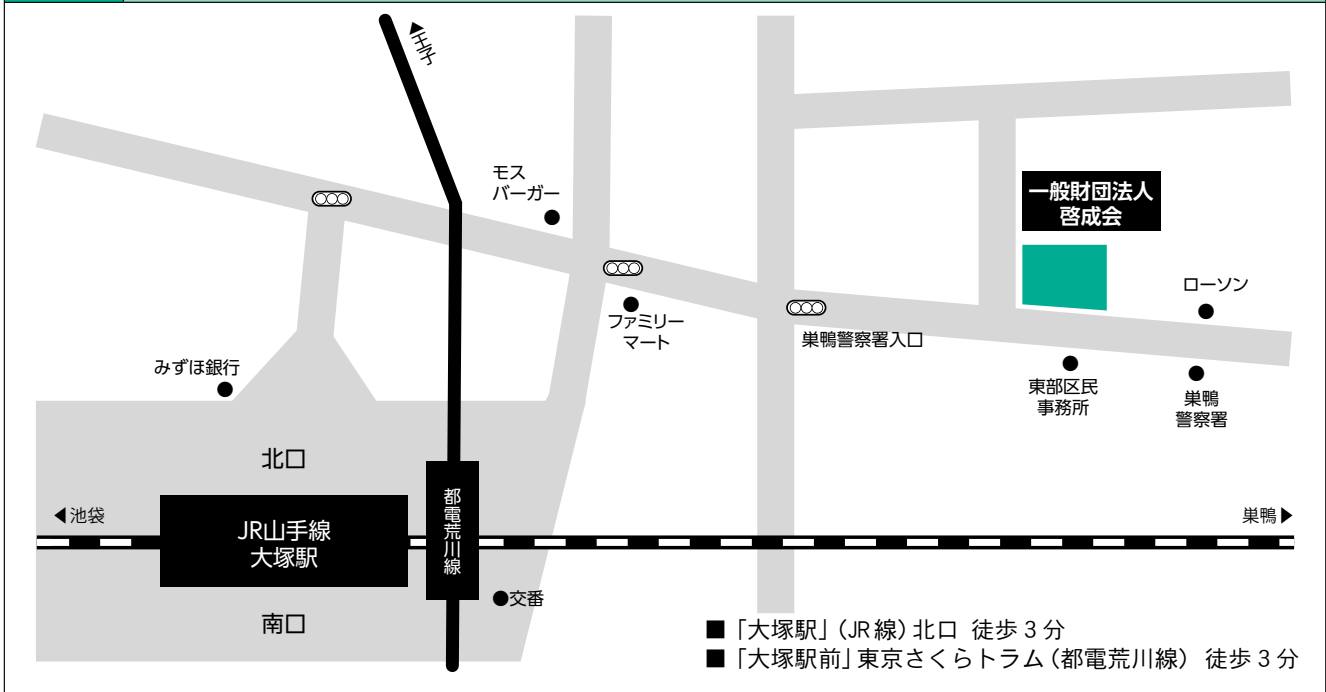 ▲王子
モス
バーガー
一般財団法人
啓成会
ローソン
ファミリー
マート
巣鴨警察署入口
みずほ銀行
東部区民
事務所
巣鴨
警察署
北口
◀池袋
JR山手線
大塚駅
都電荒川線
巣鴨▶
●交番
南口
■「大塚駅」(JR線)北口 徒歩3分
■「大塚駅前」東京さくらトラム(都電荒川線) 徒歩3分